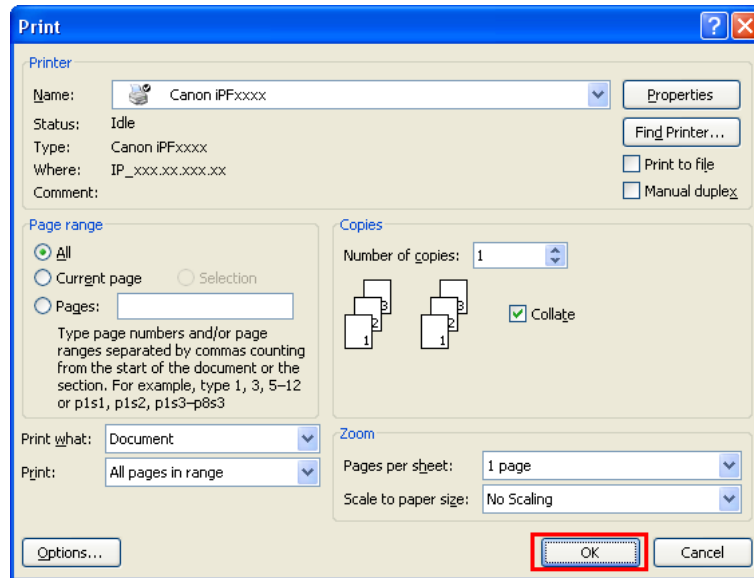 Print
Printer
Name: Canon iPFxxxx
Properties
Status: Idle
Find Printer...
Type: Canon iPFxxxx
Where: IP_xxx.xx.xxx.xx
Print to file
Comment:
Manual duplex
Page range
All
Current page Selection
Pages:
Type page numbers and/or page
ranges separated by commas counting
from the start of the document or the
section. For example, type 1, 3, 5–12
or p1s1, p1s2, p1s3–p8s3
Copies
Number of copies: 1
3 3
2 2
1 1
Collate
Print what: Document
Print: All pages in range
Zoom
Pages per sheet: 1 page
Scale to paper size: No Scaling
Options...
OK
Cancel